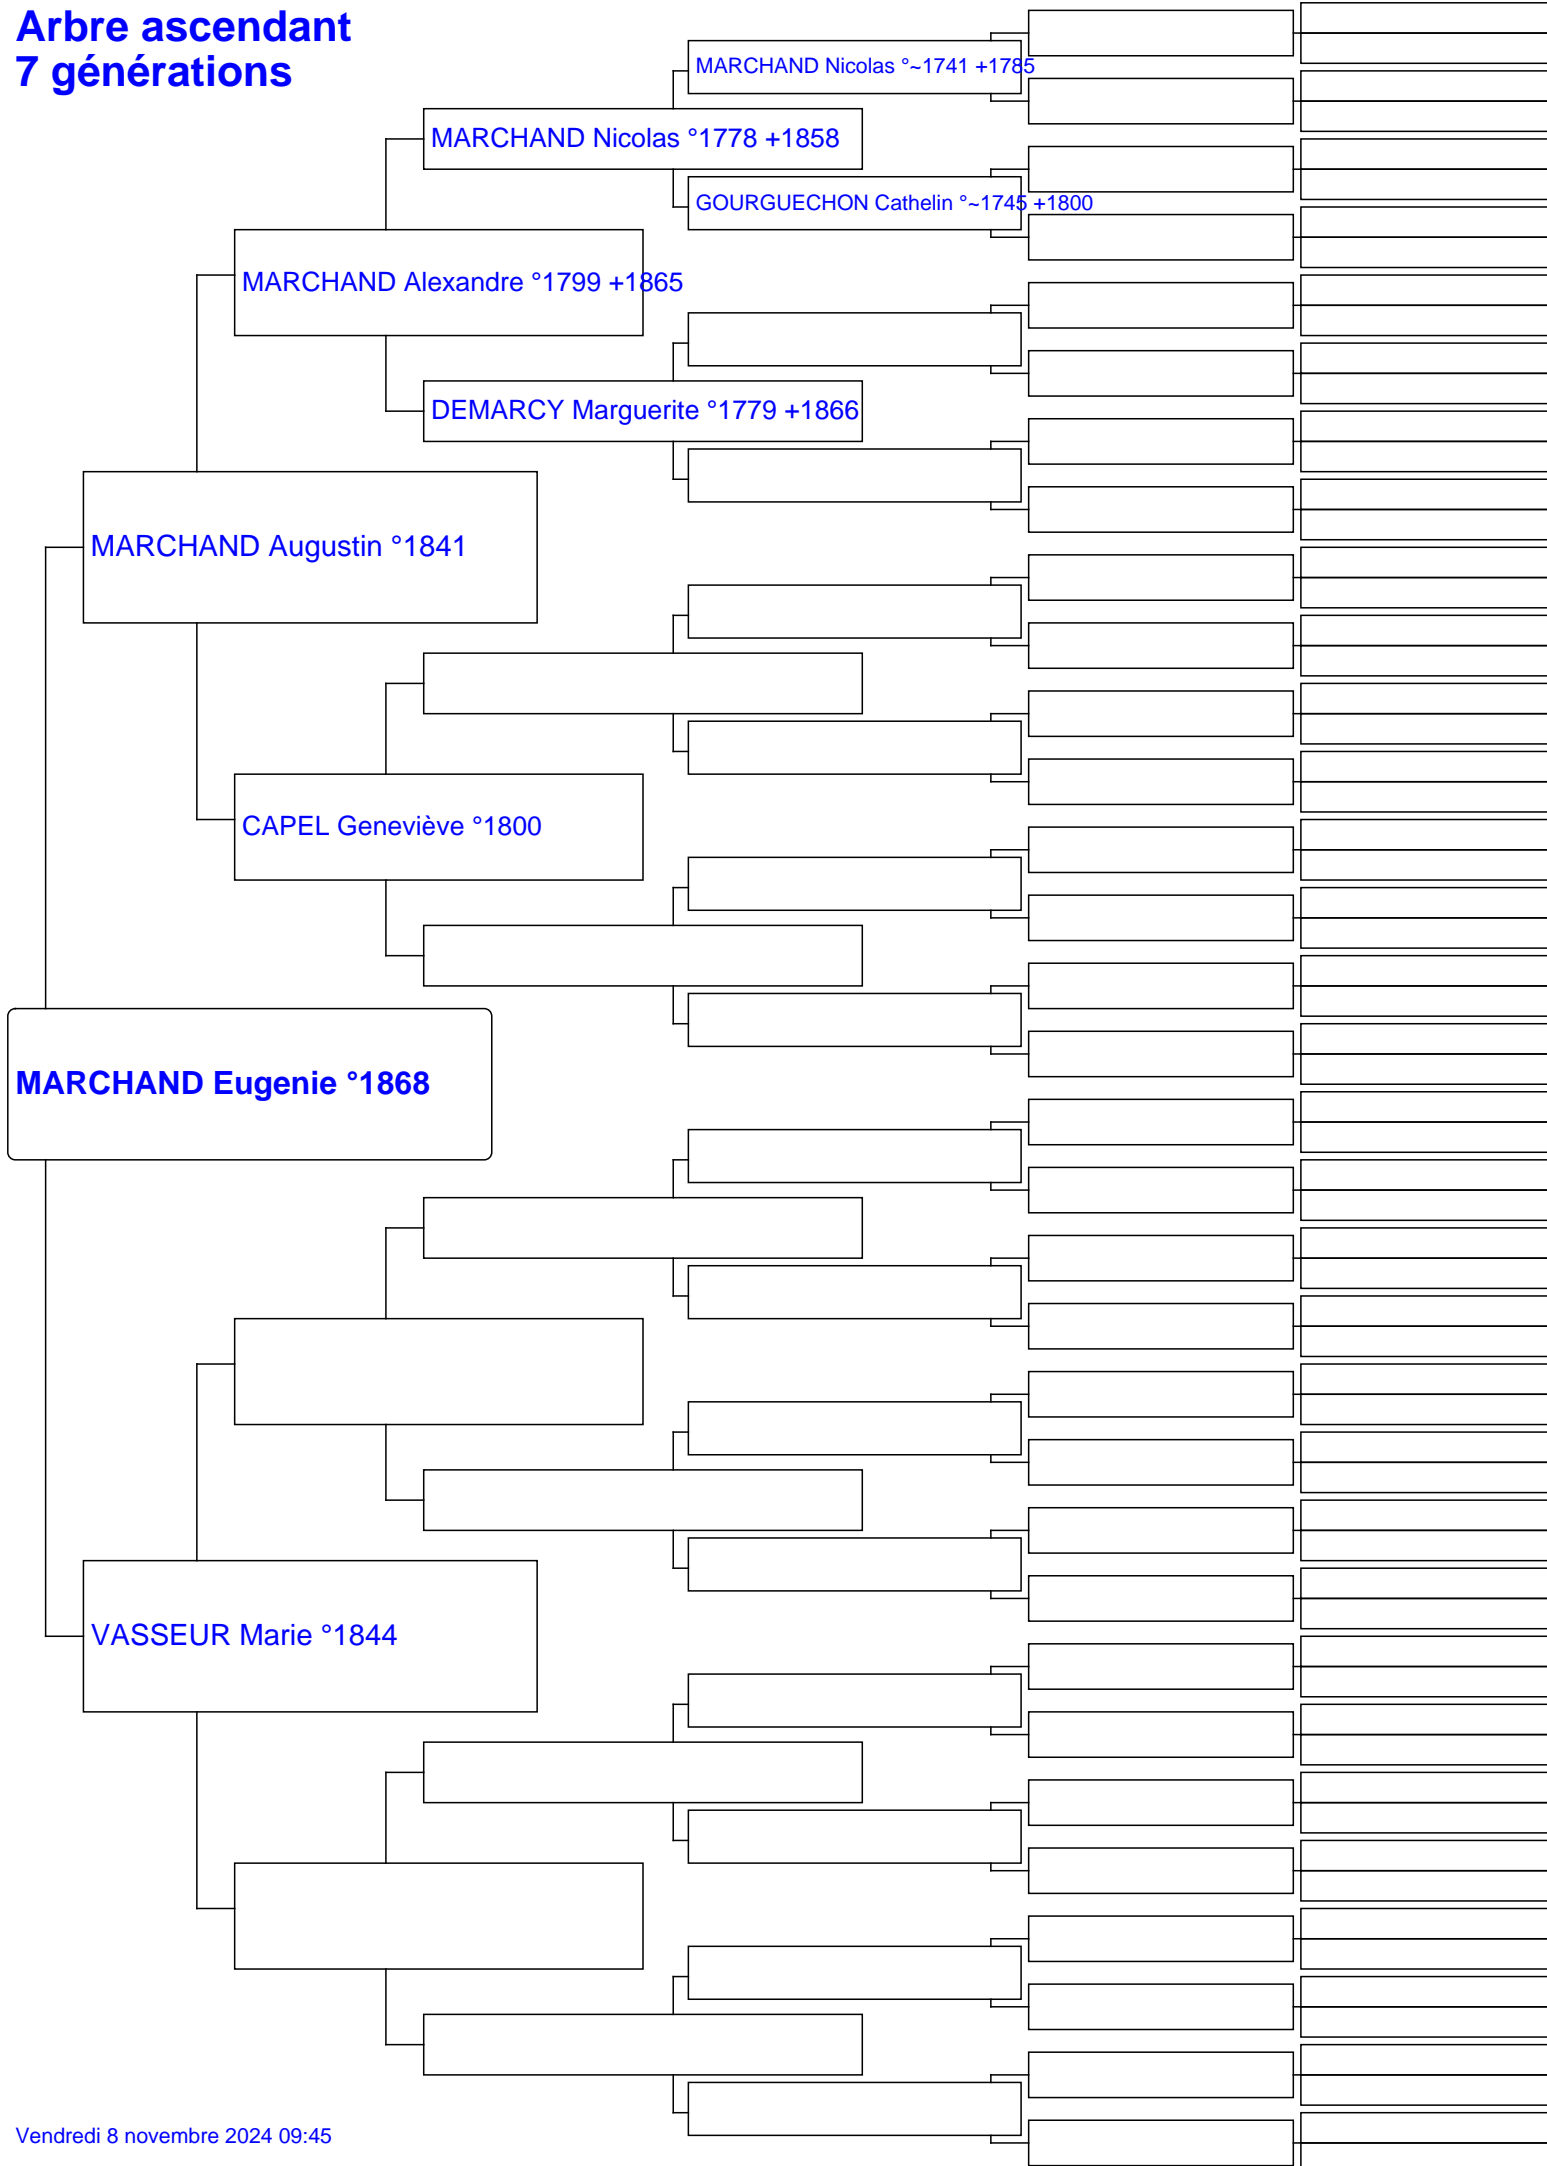 Arbre ascendant
7 générations
MARCHAND Nicolas °~1741 +1785
MARCHAND Nicolas °1778 +1858
GOURGUECHON Cathelin °~1745 +1800
MARCHAND Alexandre °1799 +1865
DEMARCY Marguerite °1779 +1866
MARCHAND Augustin °1841
CAPEL Geneviève °1800
MARCHAND Eugenie °1868
VASSEUR Marie °1844
Vendredi 8 novembre 2024 09:45